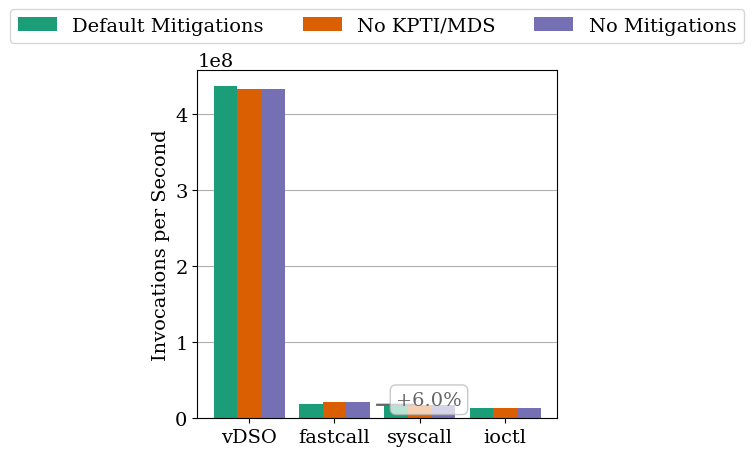 Default Mitigations No KPTI/MDS No Mitigations
1e8
4
3
2
1
0
Invocations per Second
+6.0%
vDSO fastcall syscall ioctl